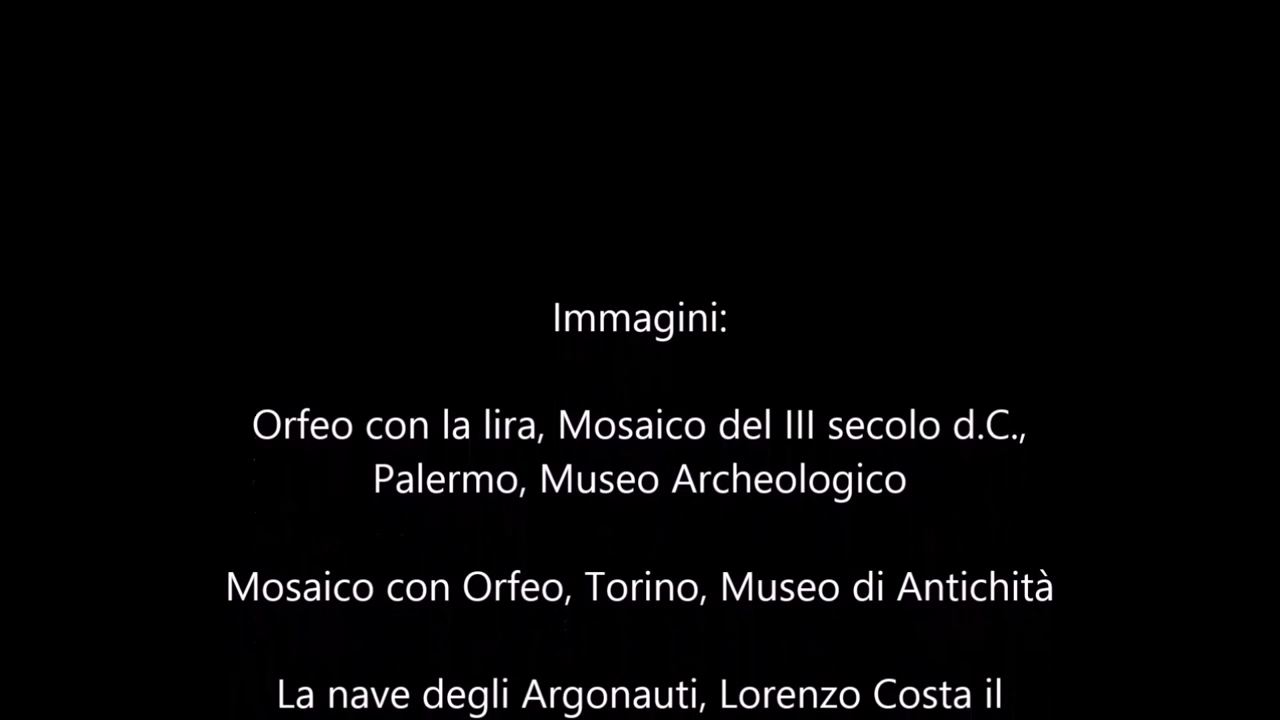 Immagini:
Orfeo con la lira, Mosaico del III secolo d.C.,
Palermo, Museo Archeologico
Mosaico con Orfeo, Torino, Museo di Antichità
La nave degli Argonauti, Lorenzo Costa il